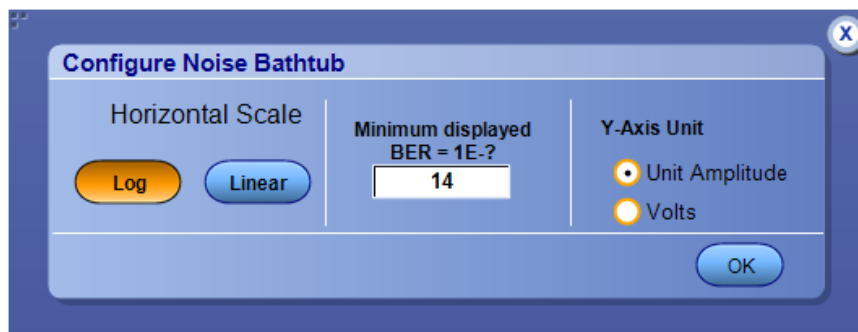 X
Configure Noise Bathtub
Horizontal Scale
Log
Linear
Minimum displayed
BER = 1E-?
14
Y-Axis Unit
Unit Amplitude
Volts
OK